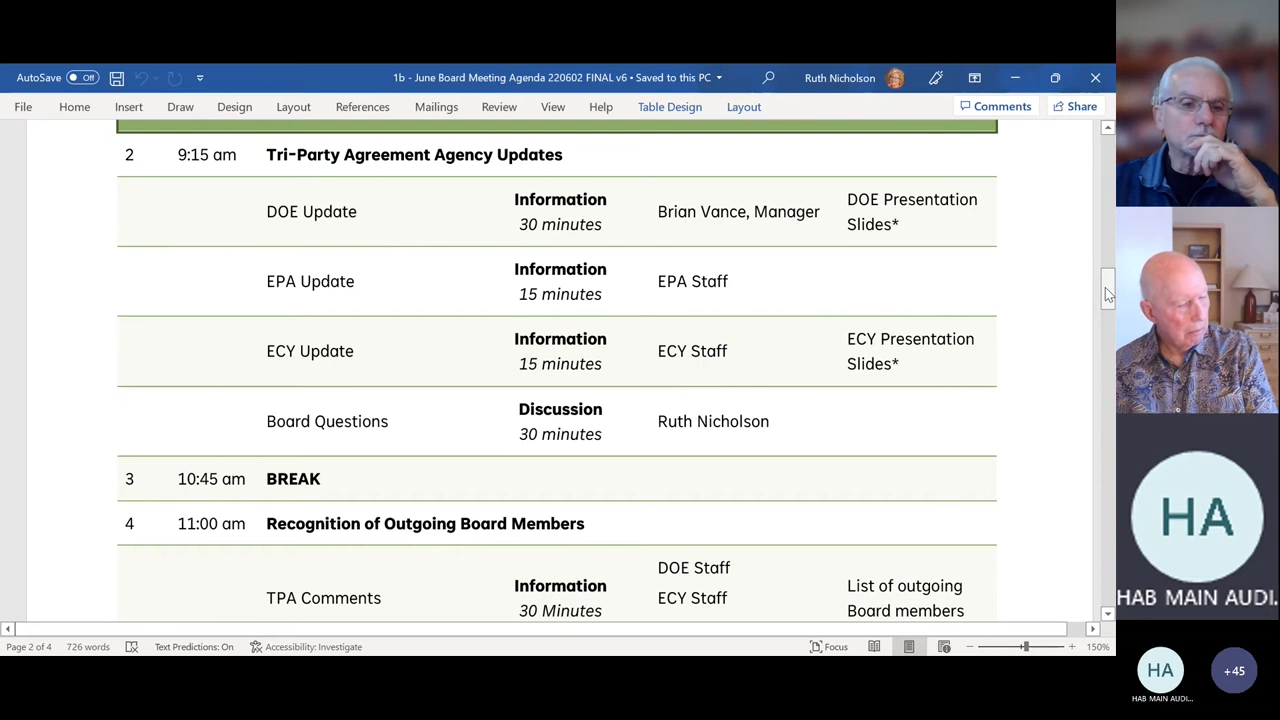 AutoSave Off 1b - June Board Meeting Agenda 220602 FINAL v6 • Saved to this PC Ruth Nicholson
File Home Insert Draw Design Layout References Mailings Review View Help Table Design Layout Comments Share
2 9:15 am Tri-Party Agreement Agency Updates
DOE Update Information 30 minutes Brian Vance, Manager DOE Presentation Slides*
EPA Update Information 15 minutes EPA Staff
ECY Update Information 15 minutes ECY Staff ECY Presentation Slides*
Board Questions Discussion 30 minutes Ruth Nicholson
3 10:45 am BREAK
4 11:00 am Recognition of Outgoing Board Members
TPA Comments Information 30 Minutes DOE Staff ECY Staff List of outgoing Board members
Page 2 of 4 726 words Text Predictions: On Accessibility: Investigate Focus 150%
HA
HAB MAIN AUDI...
HA
HAB MAIN AUDI...
+45